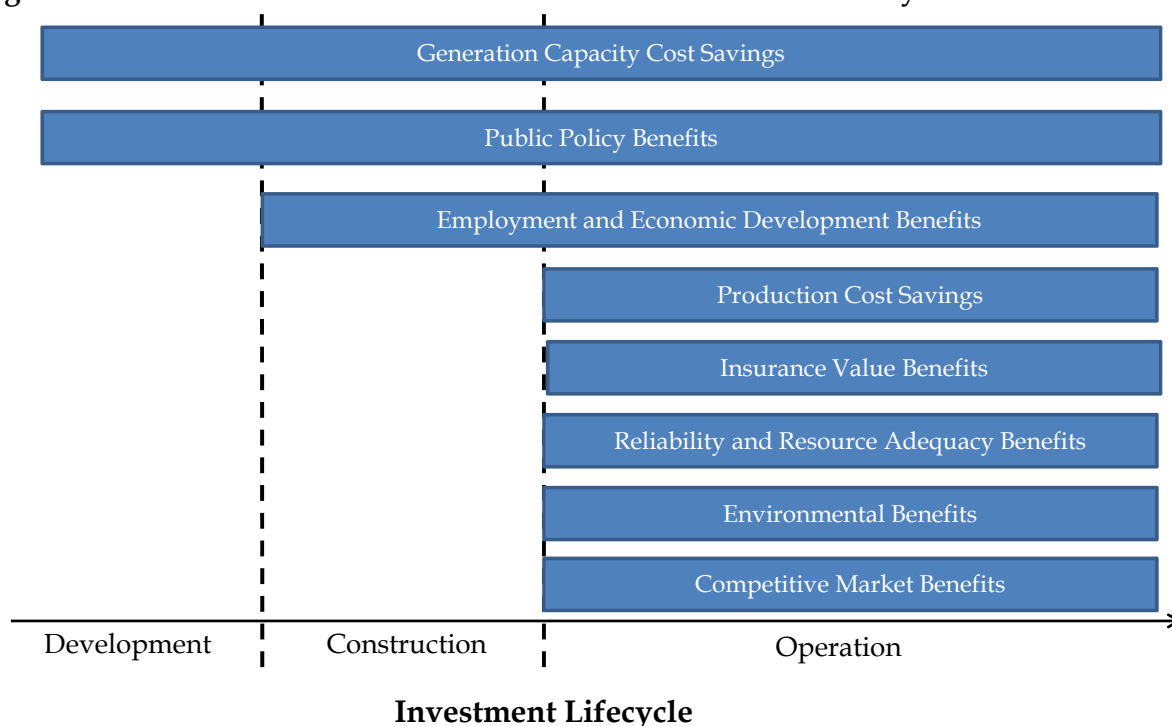 Generation Capacity Cost Savings
Public Policy Benefits
Employment and Economic Development Benefits
Production Cost Savings
Insurance Value Benefits
Reliability and Resource Adequacy Benefits
Environmental Benefits
Competitive Market Benefits
Development Construction Operation
Investment Lifecycle